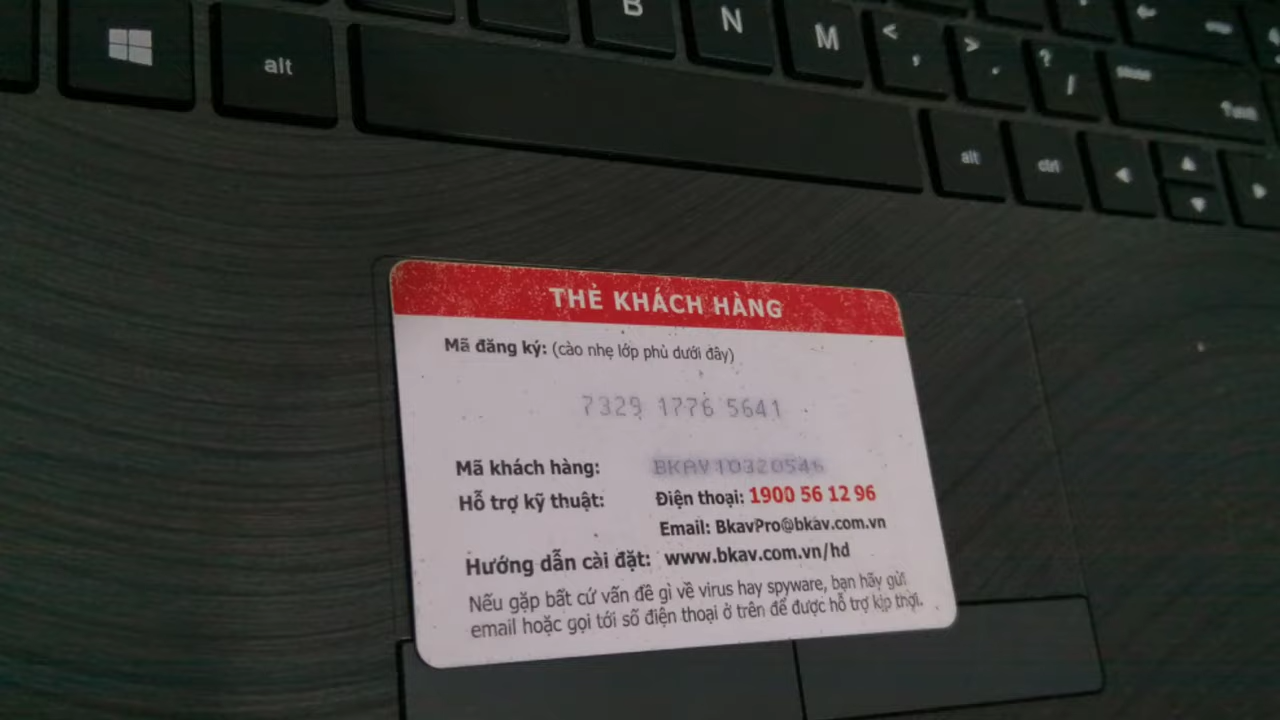 B N M < , > . ? /
alt
alt ctrl
THẺ KHÁCH HÀNG
Mã đăng ký: (cào nhẹ lớp phủ dưới đây)
7329 1776 5641
Mã khách hàng: BKAV10320546
Hỗ trợ kỹ thuật: Điện thoại: 1900 56 12 96
Email: BkavPro@bkav.com.vn
Hướng dẫn cài đặt: www.bkav.com.vn/hd
Nếu gặp bất cứ vấn đề gì về virus hay spyware, bạn hãy gửi
email hoặc gọi tới số điện thoại ở trên để được hỗ trợ kịp thời.